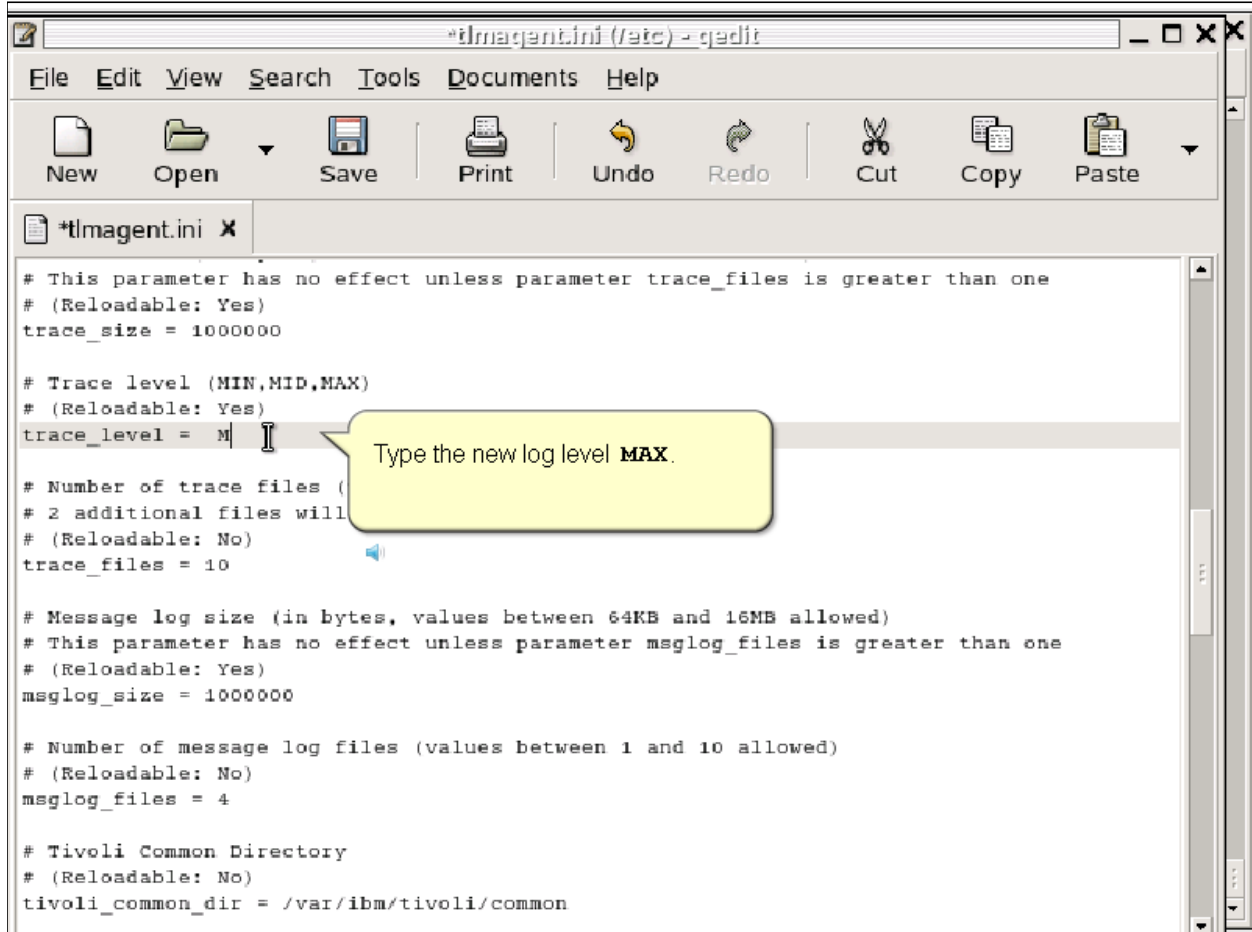 *tlmagent.ini (/etc) - gedit
File Edit View Search Tools Documents Help
New Open Save Print Undo Redo Cut Copy Paste
*tlmagent.ini
# This parameter has no effect unless parameter trace_files is greater than one
# (Reloadable: Yes)
trace_size = 1000000
# Trace level (MIN,MID,MAX)
# (Reloadable: Yes)
trace_level =  M
Type the new log level MAX.
# Number of trace files (
# 2 additional files will
# (Reloadable: No)
trace_files = 10
# Message log size (in bytes, values between 64KB and 16MB allowed)
# This parameter has no effect unless parameter msglog_files is greater than one
# (Reloadable: Yes)
msglog_size = 1000000
# Number of message log files (values between 1 and 10 allowed)
# (Reloadable: No)
msglog_files = 4
# Tivoli Common Directory
# (Reloadable: No)
tivoli_common_dir = /var/ibm/tivoli/common